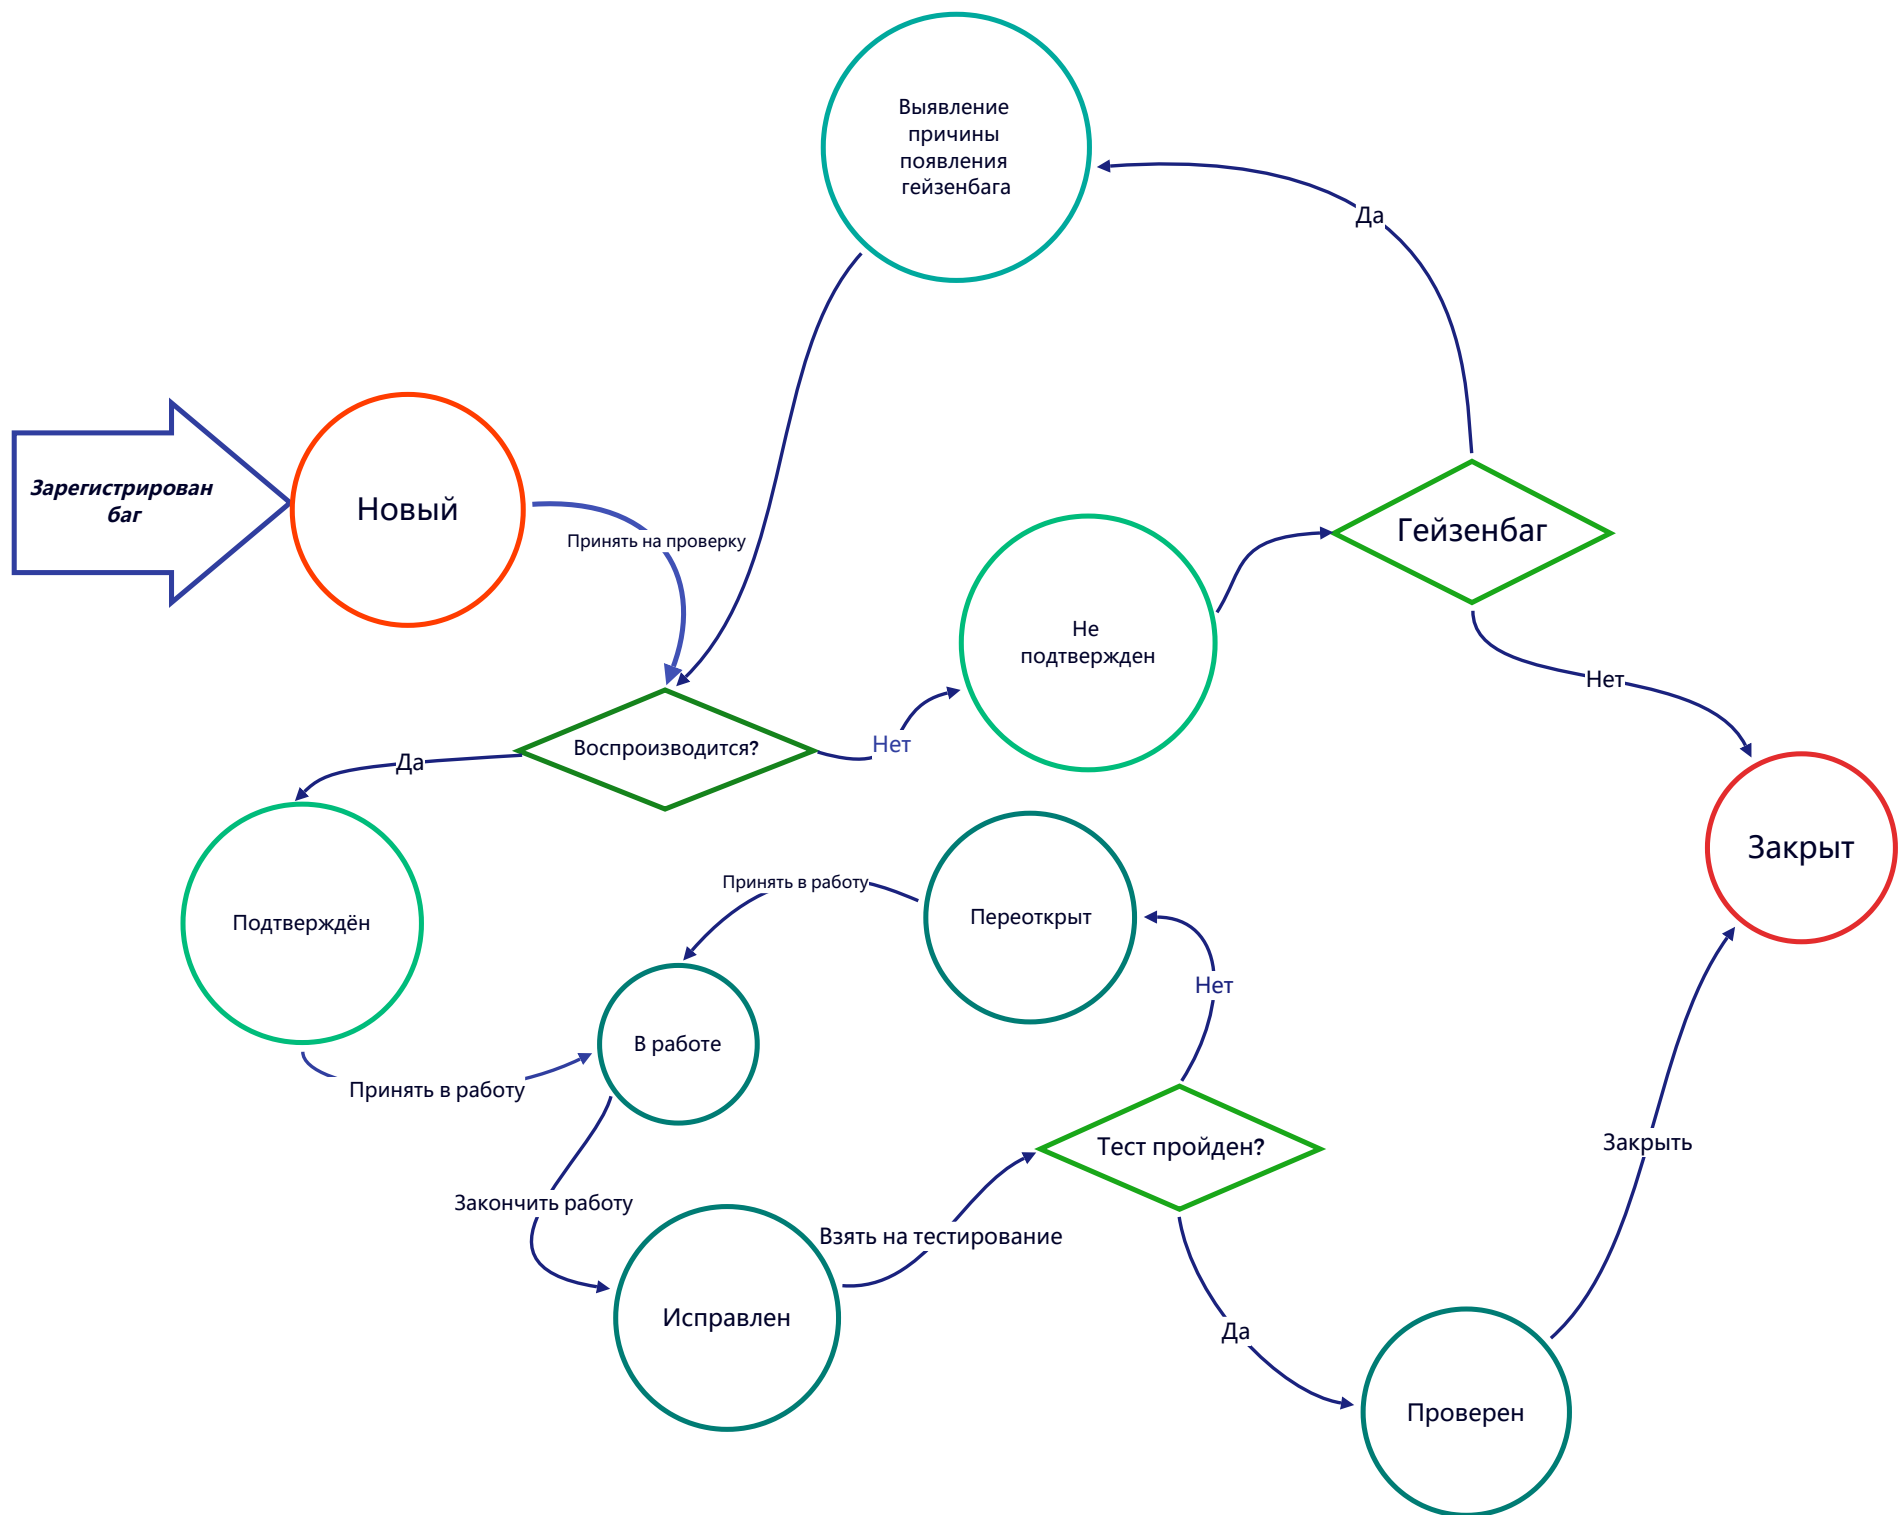 Выявление
причины
появления
гейзенбага
Да
Зарегистрирован
баг
Новый
Принять на проверку
Гейзенбаг
Не
подтвержден
Нет
Воспроизводится?
Нет
Да
Закрыт
Подтверждён
Принять в работу
Переоткрыт
Нет
В работе
Принять в работу
Тест пройден?
Закрыть
Закончить работу
Взять на тестирование
Исправлен
Да
Проверен